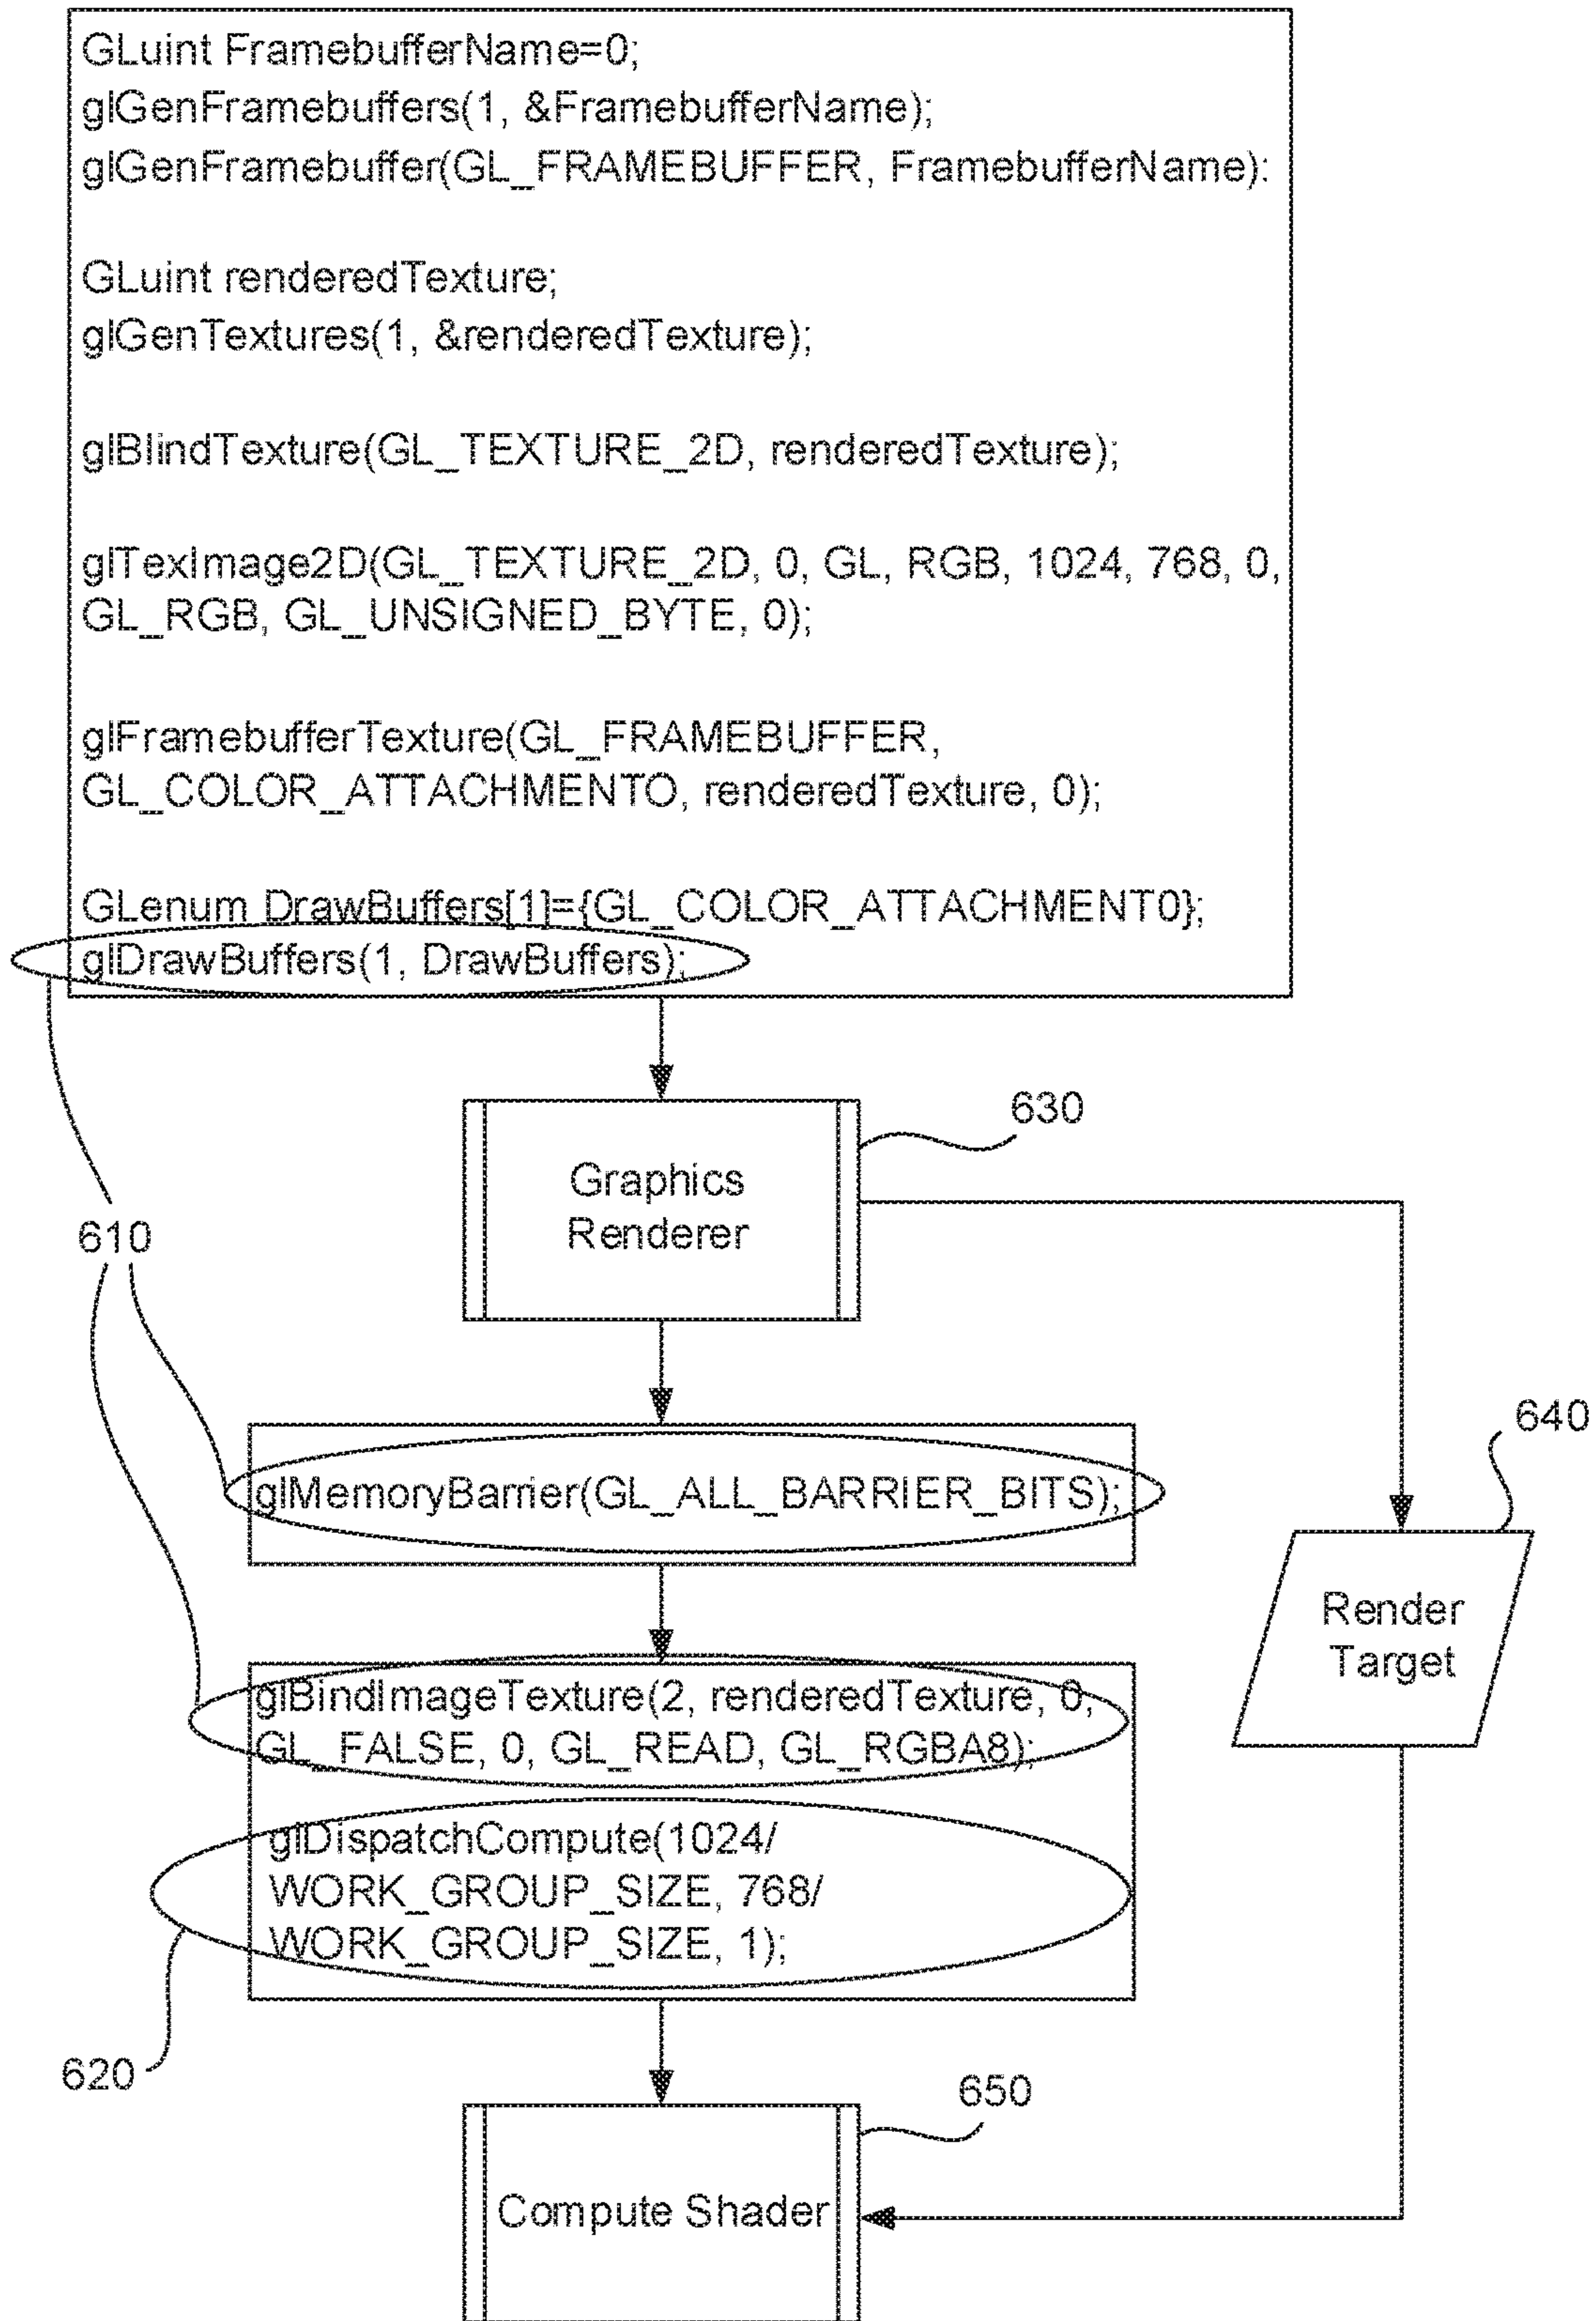 GLuint FramebufferName=0;
glGenFramebuffers(1, &FramebufferName);
glGenFramebuffer(GL_FRAMEBUFFER, FramebufferName):
GLuint renderedTexture;
glGenTextures(1, &renderedTexture);
glBlindTexture(GL_TEXTURE_2D, renderedTexture);
glTexImage2D(GL_TEXTURE_2D, 0, GL, RGB, 1024, 768, 0,
GL_RGB, GL_UNSIGNED_BYTE, 0);
glFramebufferTexture(GL_FRAMEBUFFER,
GL_COLOR_ATTACHMENTO, renderedTexture, 0);
GLenum DrawBuffers[1]={GL_COLOR_ATTACHMENT0};
glDrawBuffers(1, DrawBuffers);
630
Graphics
Renderer
610
640
glMemoryBarrier(GL_ALL_BARRIER_BITS);
Render
Target
glBindImageTexture(2, renderedTexture, 0,
GL_FALSE, 0, GL_READ, GL_RGBA8);
glDispatchCompute(1024/
WORK_GROUP_SIZE, 768/
WORK_GROUP_SIZE, 1);
620
650
Compute Shader